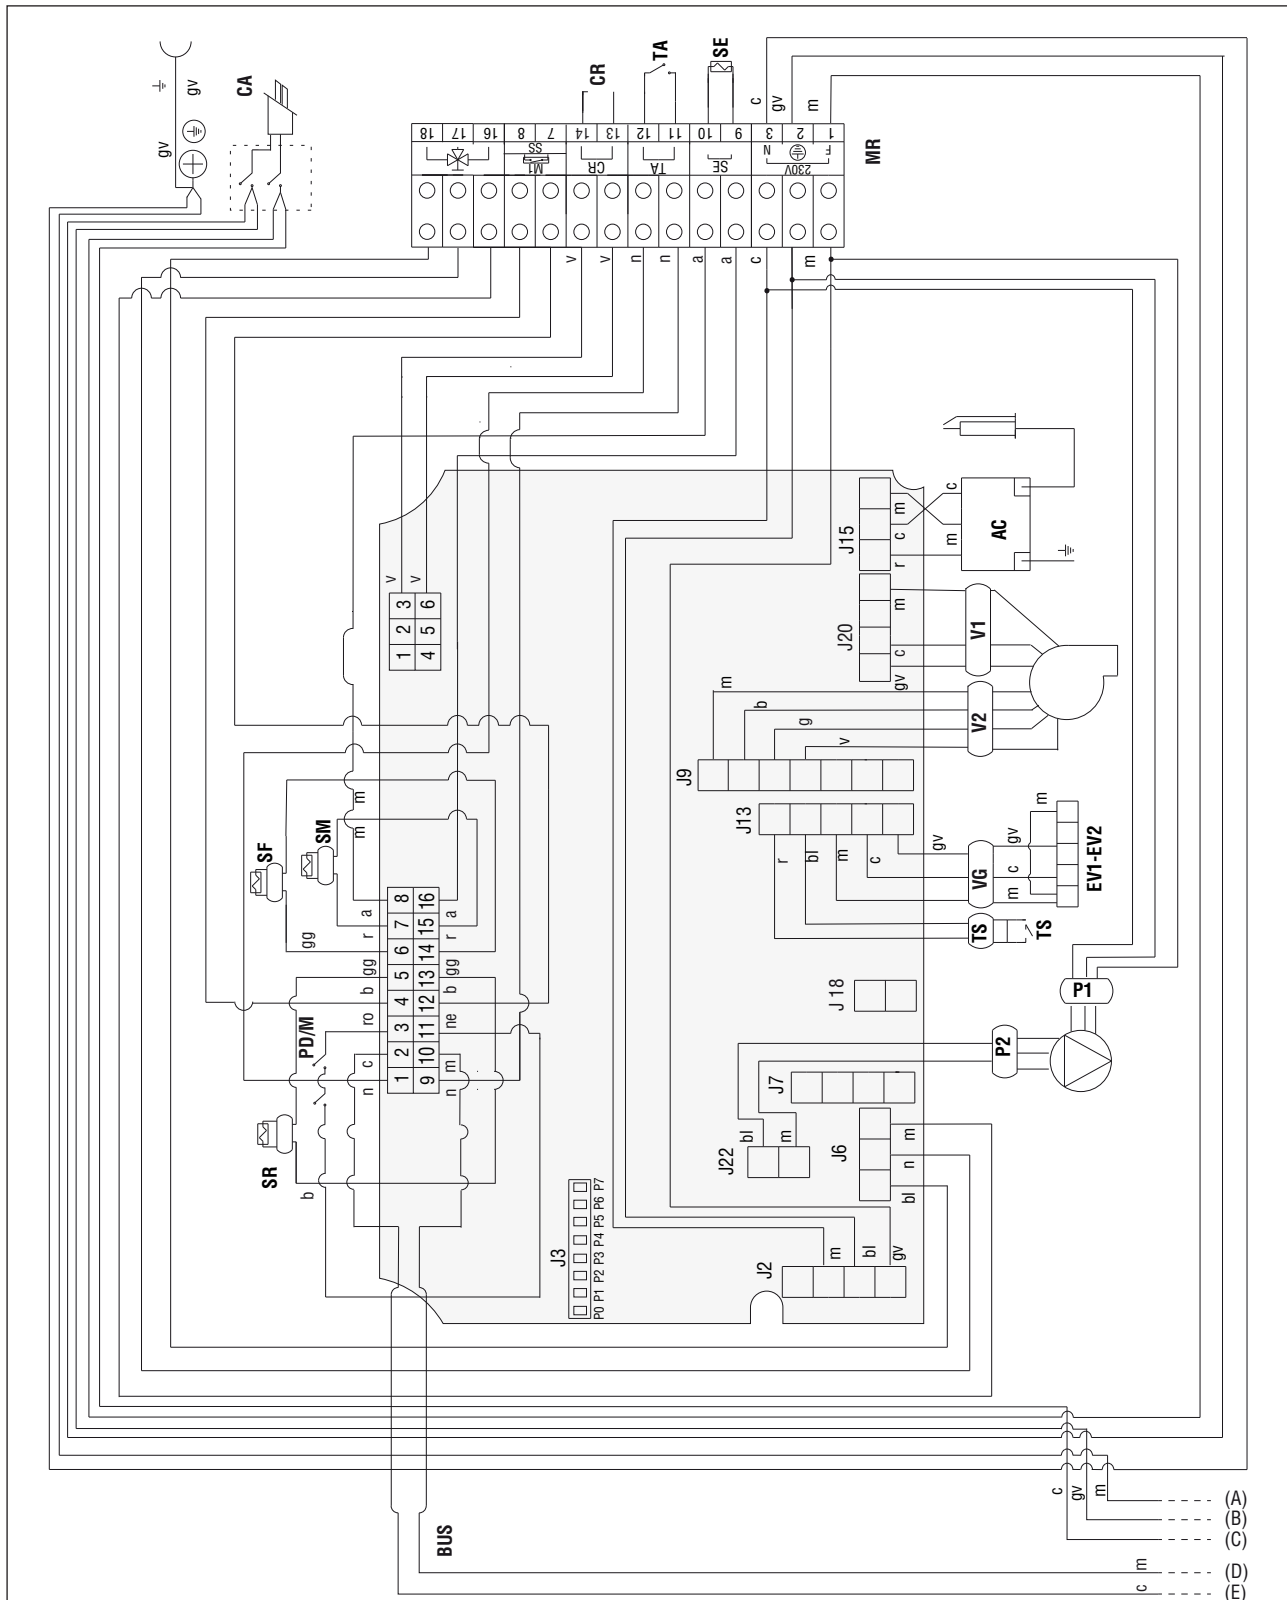 gv
gv
CA
CR
TA
SE
c
gv
m
18
17
16
8
7
14
13
12
11
10
9
3
2
1
MR
SS
M1
CR
TA
SE
N
F
230V
v
v
n
n
a
a
c
m
v
v
3
6
2
5
1
4
J15
m
c
r
c
m
AC
J20
m
c
gv
V1
V2
m
b
g
v
J9
J13
r
bl
m
c
gv
VG
gv
c
m
m
EV1-EV2
TS
TS
SF
SM
m
m
gg
r
a
8
16
7
15
6
14
5
13
4
12
3
11
2
10
1
9
a
r
gg
b
ne
m
n
gg
b
ro
c
n
PD/M
SR
b
J 18
P1
P2
J7
J22
bl
m
J6
m
n
bl
J3
P0 P1 P2 P3 P4 P5 P6 P7
J2
m
bl
gv
BUS
c
gv
m
(A)
(B)
(C)
m
(D)
c
(E)